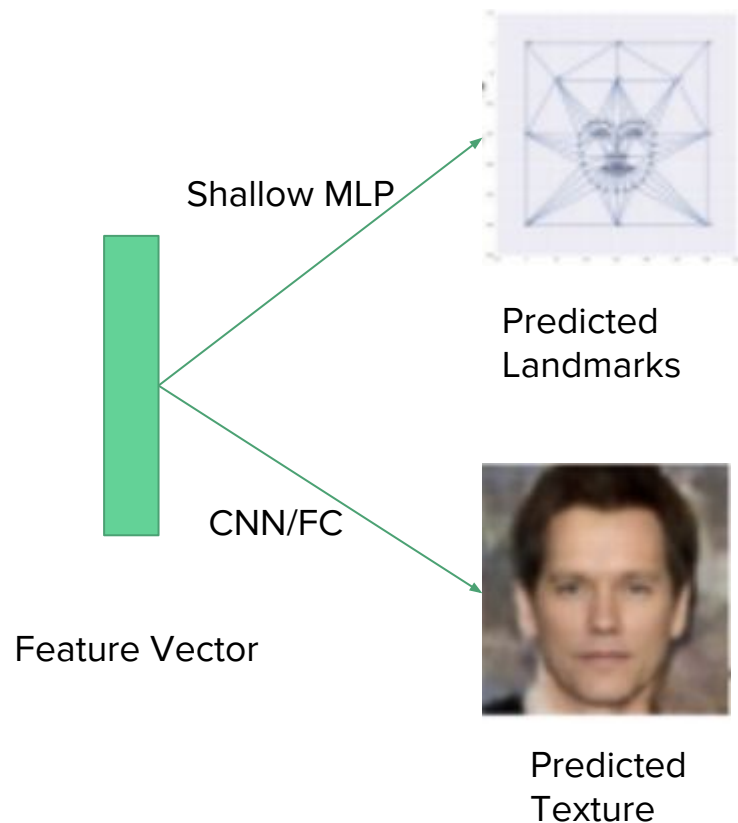 Shallow MLP
Predicted
Landmarks
CNN/FC
Feature Vector
Predicted
Texture